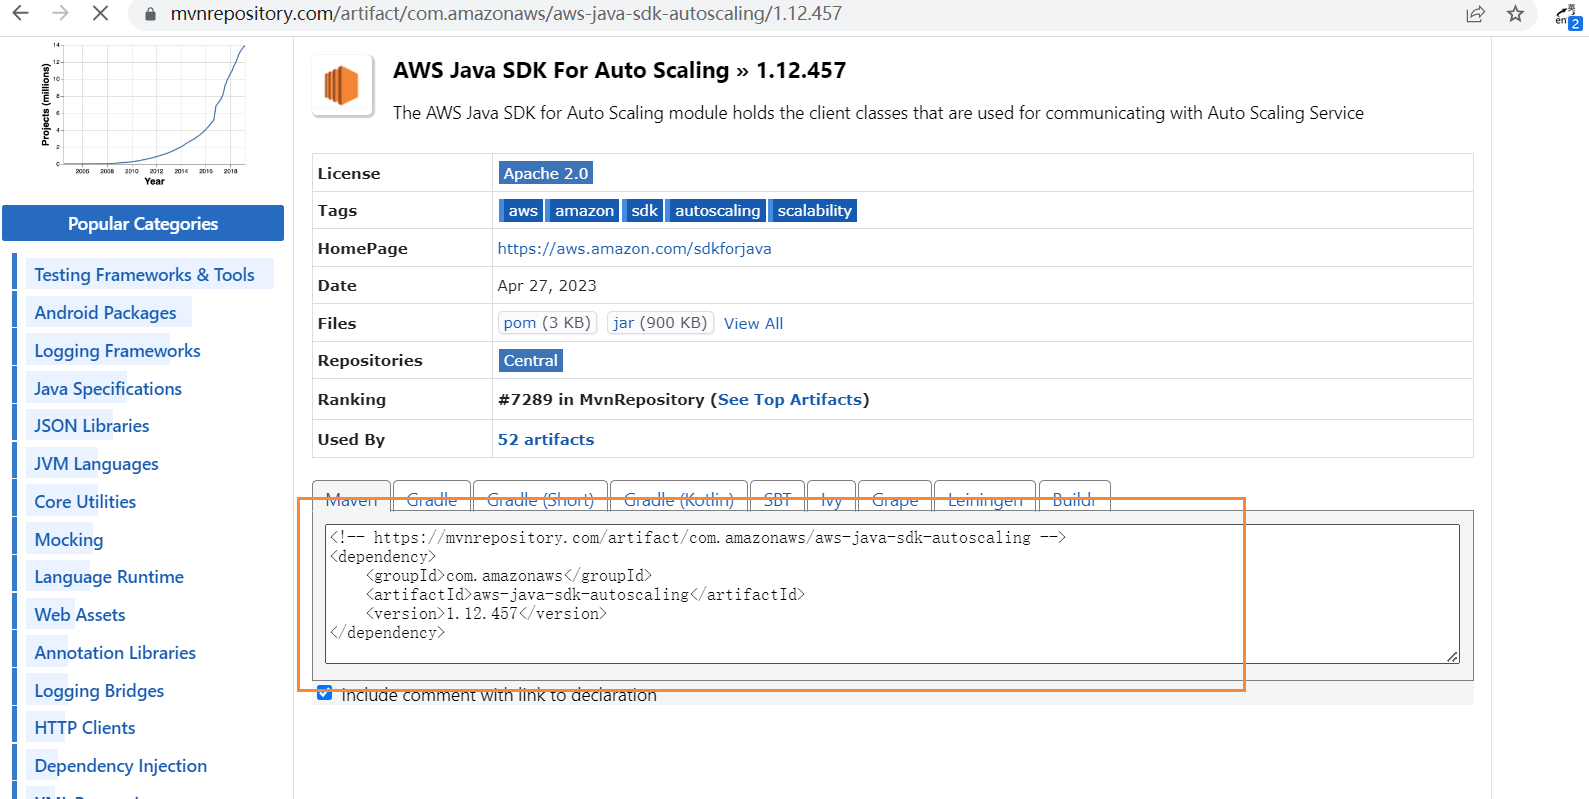 mvnrepository.com/artifact/com.amazonaws/aws-java-sdk-autoscaling/1.12.457
英
en
2
Projects (millions)
14
12
10
8
6
4
2
0
2006 2008 2010 2012 2014 2016 2018
Year
Popular Categories
Testing Frameworks & Tools
Android Packages
Logging Frameworks
Java Specifications
JSON Libraries
JVM Languages
Core Utilities
Mocking
Language Runtime
Web Assets
Annotation Libraries
Logging Bridges
HTTP Clients
Dependency Injection
AWS Java SDK For Auto Scaling » 1.12.457
The AWS Java SDK for Auto Scaling module holds the client classes that are used for communicating with Auto Scaling Service
License Apache 2.0
Tags aws amazon sdk autoscaling scalability
HomePage https://aws.amazon.com/sdkforjava
Date Apr 27, 2023
Files pom (3 KB) jar (900 KB) View All
Repositories Central
Ranking #7289 in MvnRepository (See Top Artifacts)
Used By 52 artifacts
Maven Gradle Gradle (Short) Gradle (Kotlin) SBT Ivy Grape Leiningen Buildr
<!-- https://mvnrepository.com/artifact/com.amazonaws/aws-java-sdk-autoscaling -->
<dependency>
    <groupId>com.amazonaws</groupId>
    <artifactId>aws-java-sdk-autoscaling</artifactId>
    <version>1.12.457</version>
</dependency>
Include comment with link to declaration